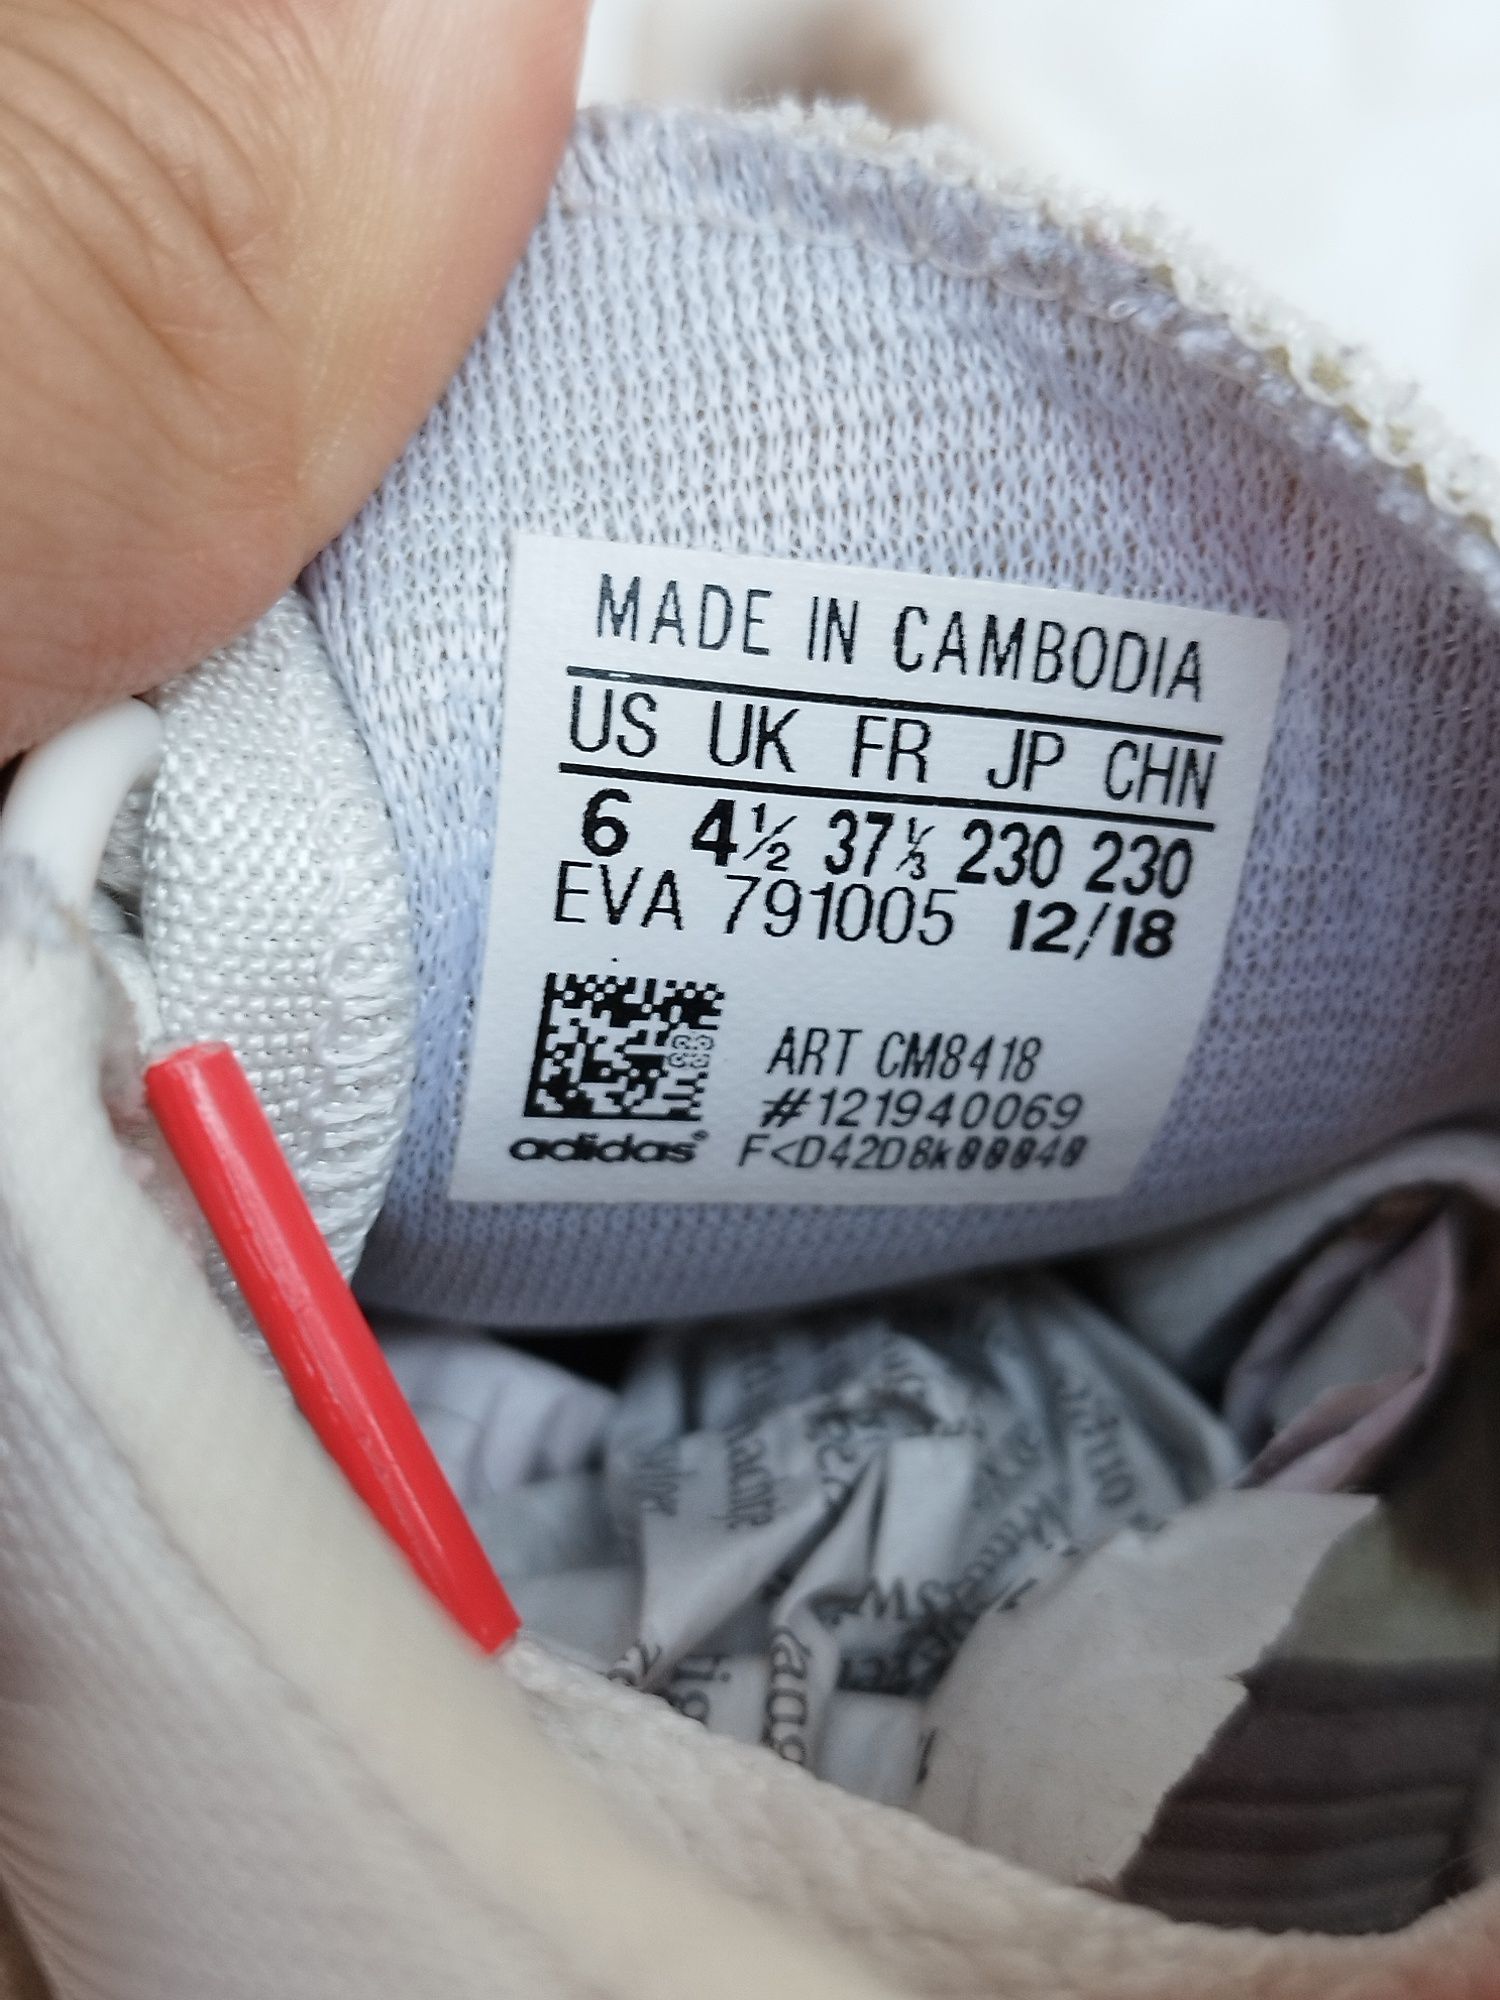 MADE IN CAMBODIA
US UK FR JP CHN
6 4½ 37⅓ 230 230
EVA 791005 12/18
ART CM8418
#121940069
adidas® F<D42D8k00040